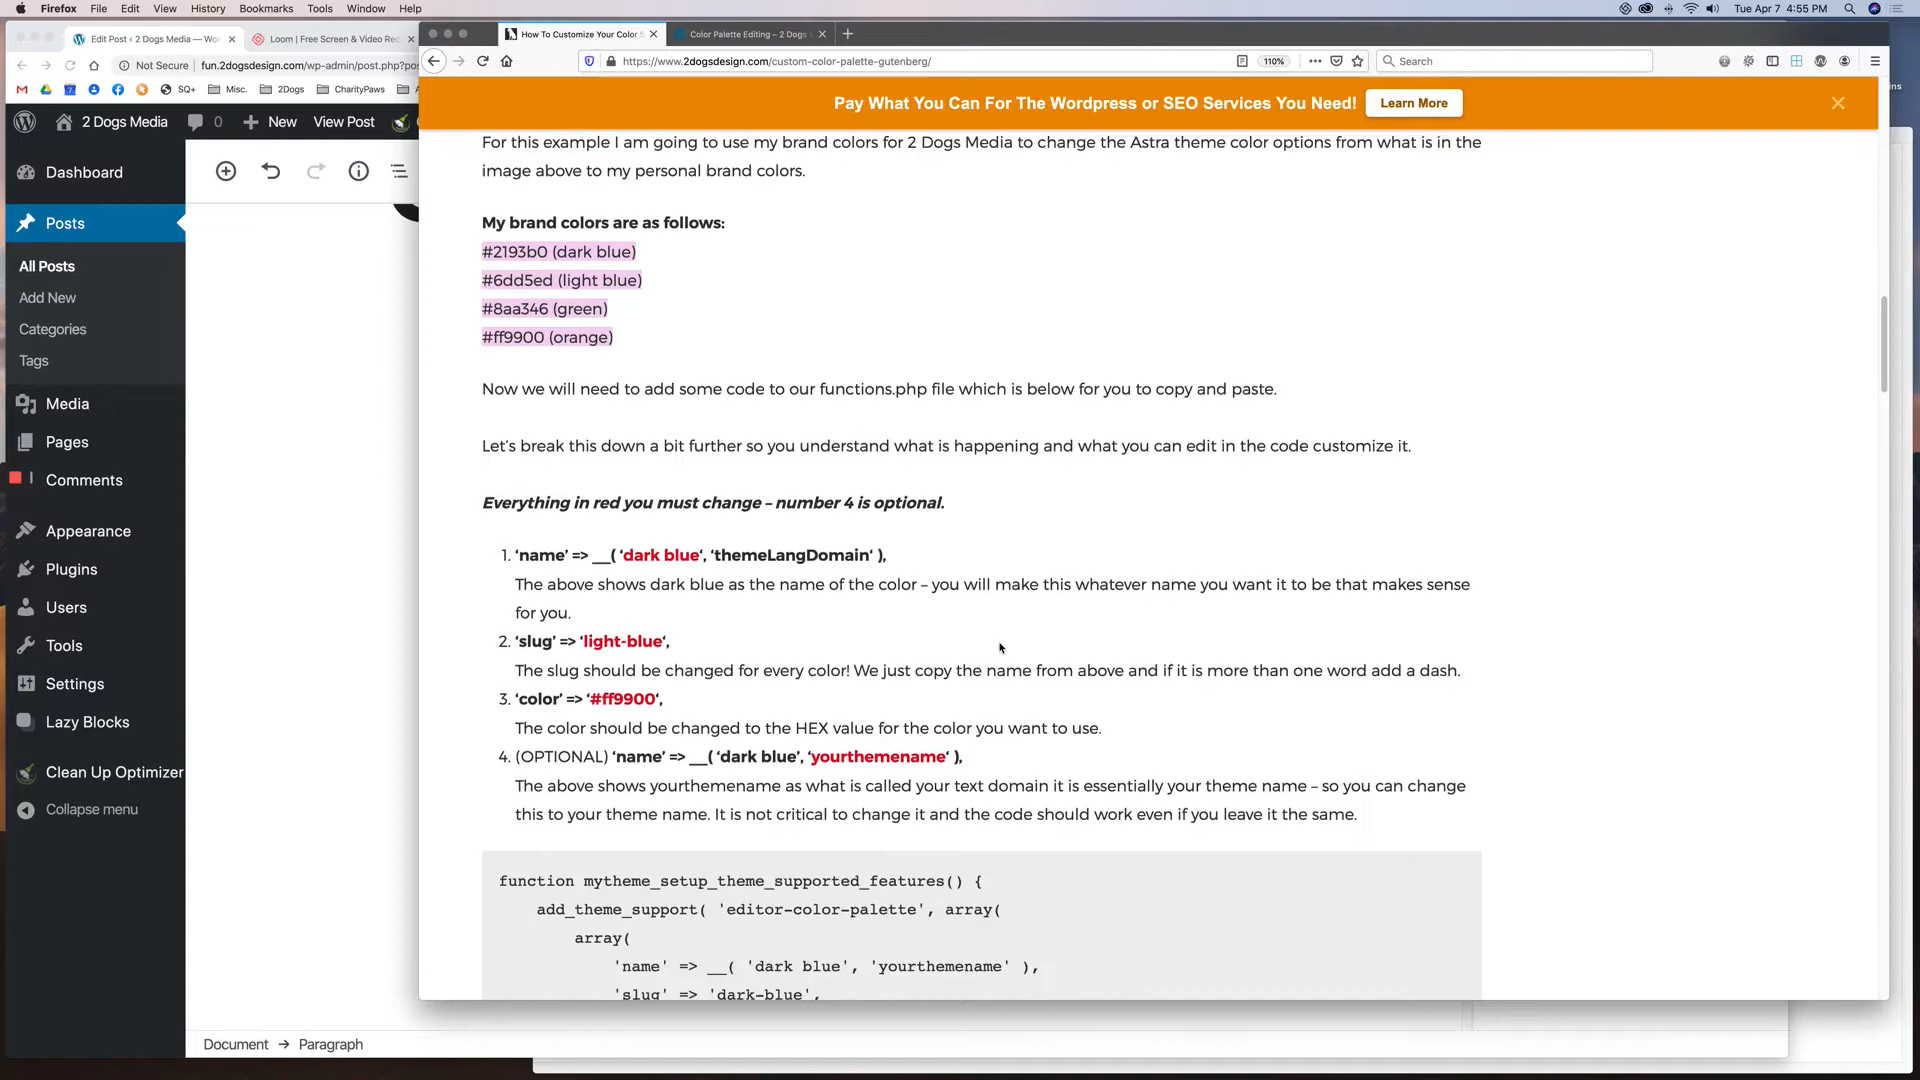 Firefox File Edit View History Bookmarks Tools Window Help Tue Apr 7 4:55 PM
Edit Post ‹ 2 Dogs Media — Wo
Loom | Free Screen & Video Rec
How To Customize Your Color S
Color Palette Editing – 2 Dogs
Not Secure fun.2dogsdesign.com/wp-admin/post.php?pos
https://www.2dogsdesign.com/custom-color-palette-gutenberg/ 110% Search
SQ+ Misc. 2Dogs CharityPaws
Pay What You Can For The Wordpress or SEO Services You Need! Learn More
2 Dogs Media 0 New View Post
Dashboard
Posts
All Posts
Add New
Categories
Tags
Media
Pages
Comments
Appearance
Plugins
Users
Tools
Settings
Lazy Blocks
Clean Up Optimizer
Collapse menu
For this example I am going to use my brand colors for 2 Dogs Media to change the Astra theme color options from what is in the
image above to my personal brand colors.
My brand colors are as follows:
#2193b0 (dark blue)
#6dd5ed (light blue)
#8aa346 (green)
#ff9900 (orange)
Now we will need to add some code to our functions.php file which is below for you to copy and paste.
Let’s break this down a bit further so you understand what is happening and what you can edit in the code customize it.
Everything in red you must change – number 4 is optional.
1. ‘name’ => __( ‘dark blue‘, ‘themeLangDomain‘ ),
The above shows dark blue as the name of the color – you will make this whatever name you want it to be that makes sense
for you.
2. ‘slug’ => ‘light-blue‘,
The slug should be changed for every color! We just copy the name from above and if it is more than one word add a dash.
3. ‘color’ => ‘#ff9900‘,
The color should be changed to the HEX value for the color you want to use.
4. (OPTIONAL) ‘name’ => __( ‘dark blue’, ‘yourthemename‘ ),
The above shows yourthemename as what is called your text domain it is essentially your theme name – so you can change
this to your theme name. It is not critical to change it and the code should work even if you leave it the same.
function mytheme_setup_theme_supported_features() {
add_theme_support( 'editor-color-palette', array(
array(
'name' => __( 'dark blue', 'yourthemename' ),
'slug' => 'dark-blue',
Document → Paragraph